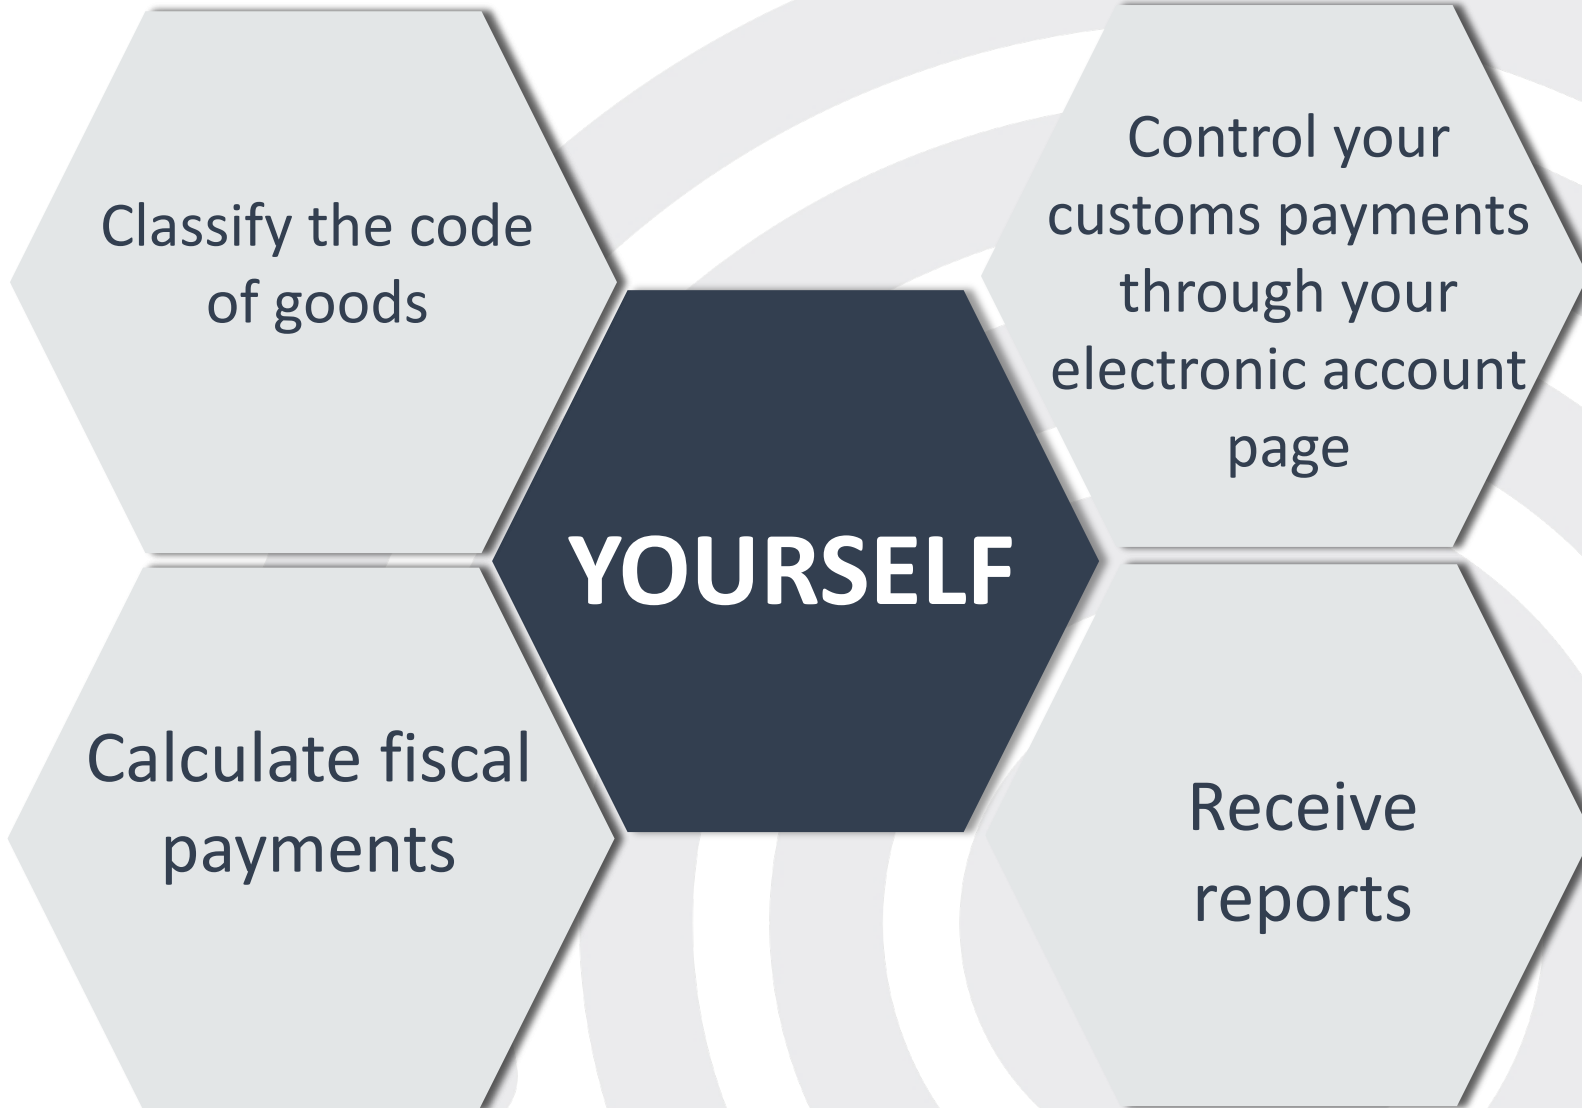 Classify the code
of goods
Control your
customs payments
through your
electronic account
page
YOURSELF
Calculate fiscal
payments
Receive
reports